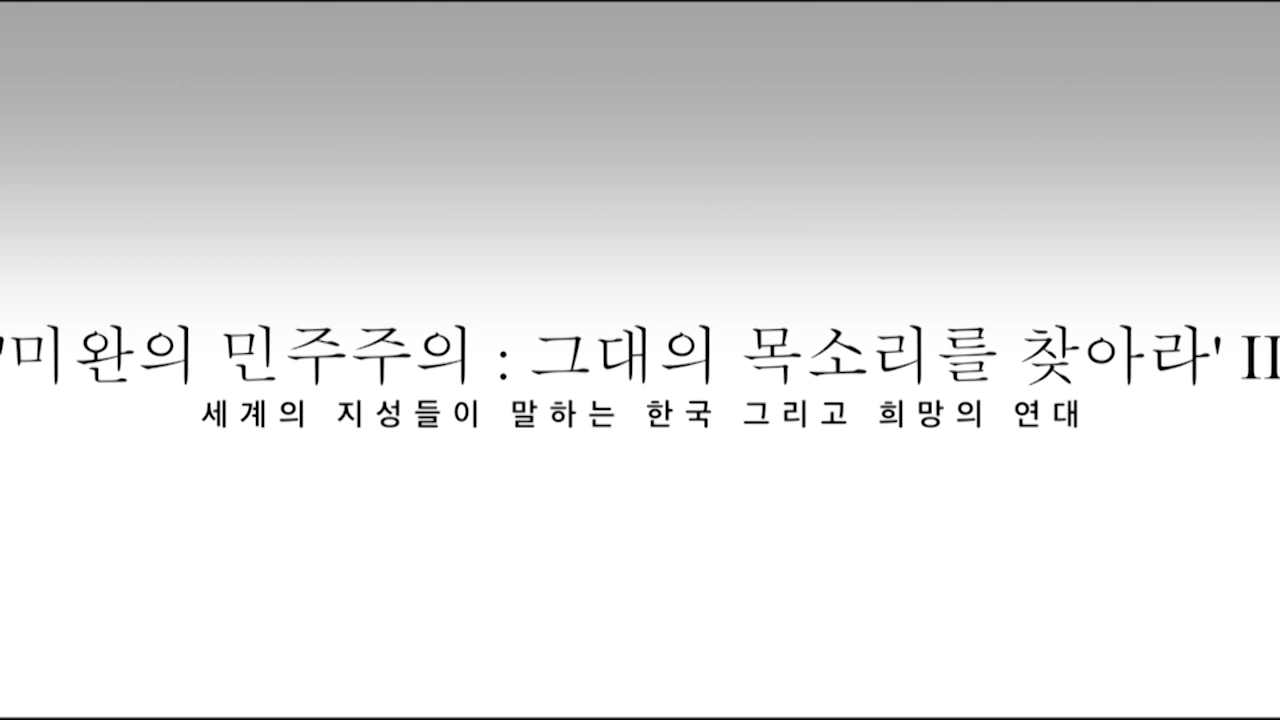 '미완의 민주주의 : 그대의 목소리를 찾아라' II
세계의 지성들이 말하는 한국 그리고 희망의 연대